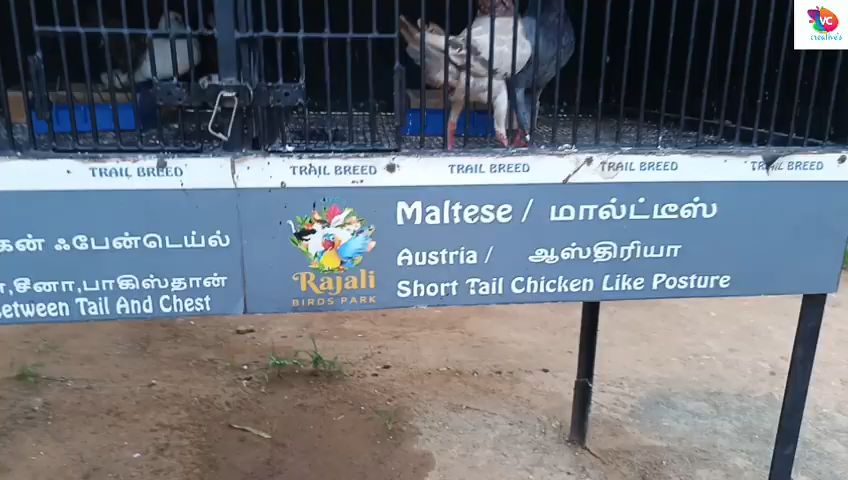 creative's
TRAIL BREED TRAIL BREED TRAIL BREED TRAIL BREED TRAIL BREED
கன் ஃபேன்டெய்ல்
சீனா,பாகிஸ்தான்
Between Tail And Chest
Rajali
BIRDS PARK
Maltese / மால்ட்டீஸ்
Austria / ஆஸ்திரியா
Short Tail Chicken Like Posture